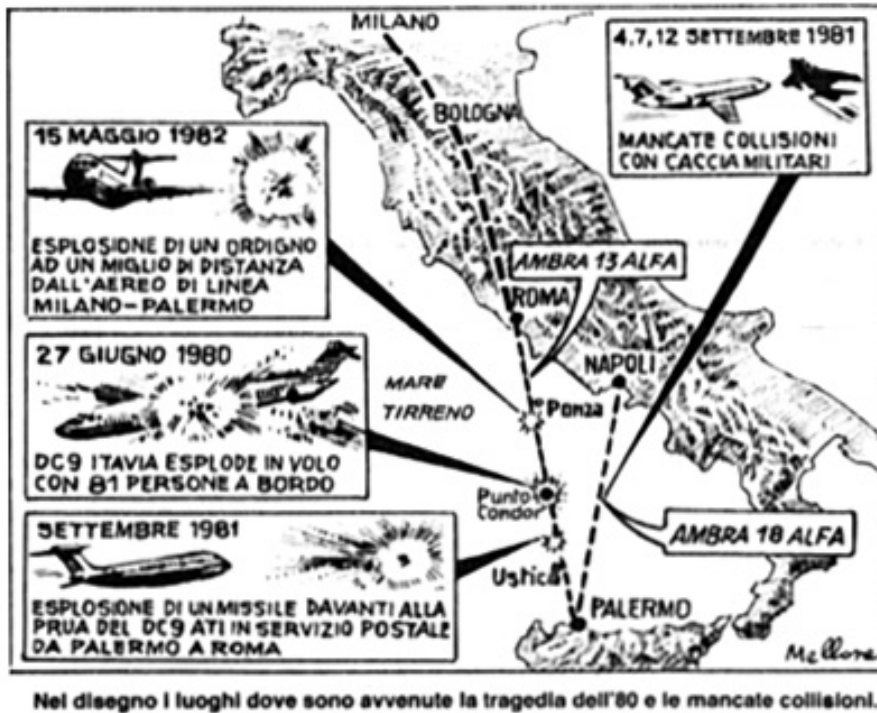 MILANO
BOLOGNA
4,7,12 SETTEMBRE 1981
MANCATE COLLISIONI
CON CACCIA MILITARI
15 MAGGIO 1982
ESPLOSIONE DI UN ORDIGNO
AD UN MIGLIO DI DISTANZA
DALL'AEREO DI LINEA
MILANO-PALERMO
AMBRA 13 ALFA
ROMA
NAPOLI
27 GIUGNO 1980
DC9 ITAVIA ESPLODE IN VOLO
CON 81 PERSONE A BORDO
MARE
TIRRENO
Ponza
Punto
Condor
AMBRA 18 ALFA
SETTEMBRE 1981
ESPLOSIONE DI UN MISSILE DAVANTI ALLA
PRUA DEL DC9 ATI IN SERVIZIO POSTALE
DA PALERMO A ROMA
Ustica
PALERMO
Mellone
Nel disegno i luoghi dove sono avvenute la tragedia dell'80 e le mancate collisioni.